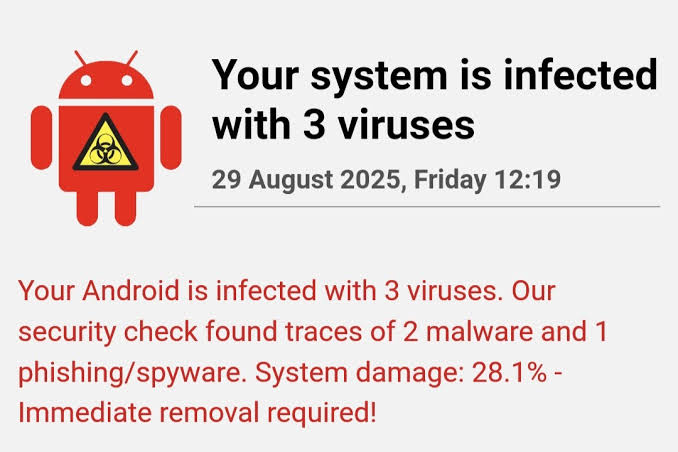 Your system is infected
with 3 viruses
29 August 2025, Friday 12:19
Your Android is infected with 3 viruses. Our
security check found traces of 2 malware and 1
phishing/spyware. System damage: 28.1% -
Immediate removal required!